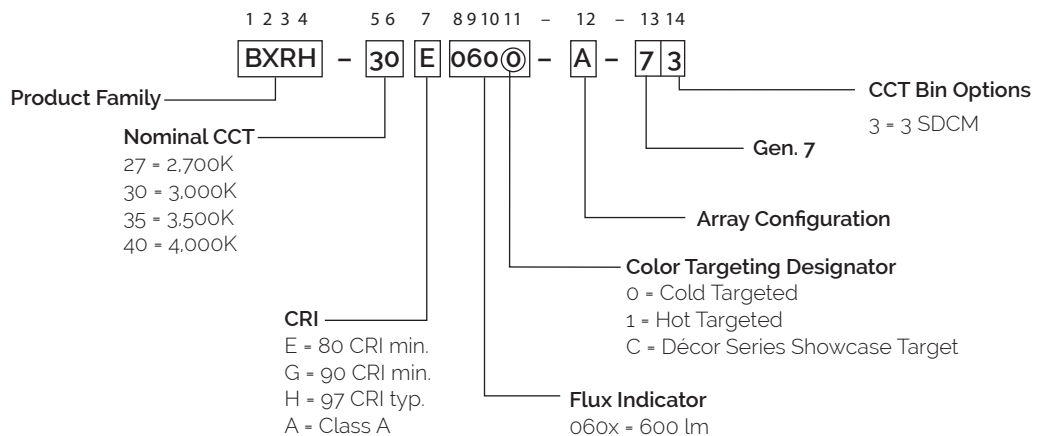 1 2 3 4 5 6 7 8 9 10 11 – 12 – 13 14
BXRH – 30 E 0600 – A – 7 3
Product Family
CCT Bin Options
3 = 3 SDCM
Nominal CCT
27 = 2,700K
30 = 3,000K
35 = 3,500K
40 = 4,000K
Gen. 7
Array Configuration
Color Targeting Designator
0 = Cold Targeted
1 = Hot Targeted
C = Décor Series Showcase Target
CRI
E = 80 CRI min.
G = 90 CRI min.
H = 97 CRI typ.
A = Class A
Flux Indicator
060x = 600 lm